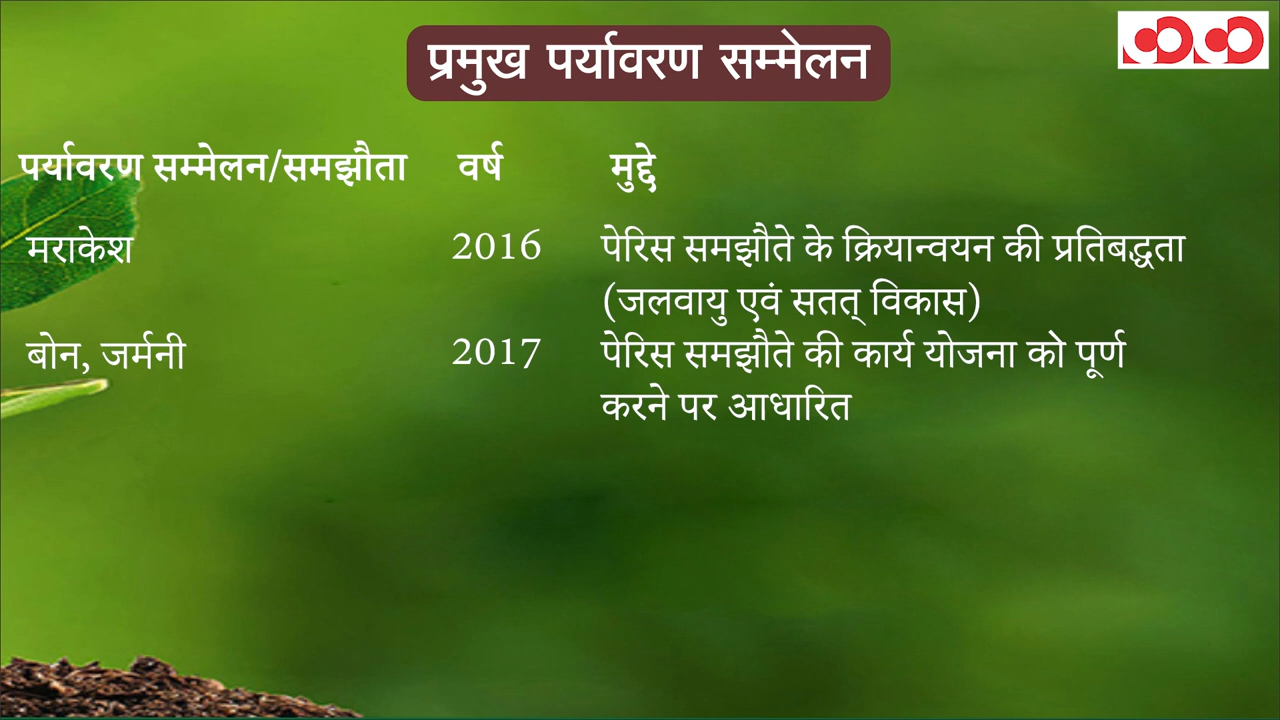 प्रमुख पर्यावरण सम्मेलन
पर्यावरण सम्मेलन/समझौता वर्ष मुद्दे
मराकेश 2016 पेरिस समझौते के क्रियान्वयन की प्रतिबद्धता
(जलवायु एवं सतत् विकास)
बोन, जर्मनी 2017 पेरिस समझौते की कार्य योजना को पूर्ण
करने पर आधारित